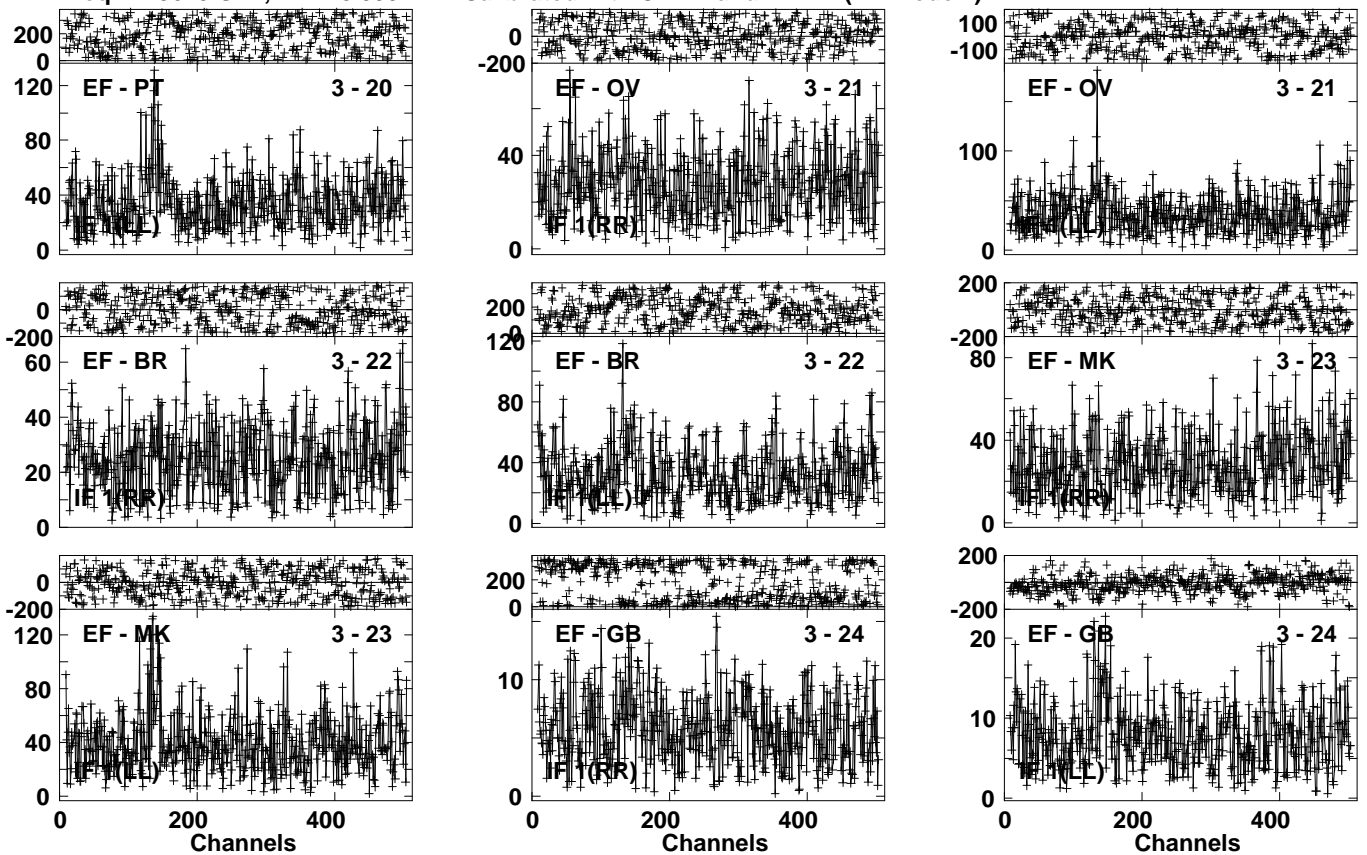 200
0
0
-200
100
-100
EF - PT 3 - 20
EF - OV 3 - 21
EF - OV 3 - 21
120
80
40
0
40
0
100
50
0
IF 1(LL)
IF 1(RR)
IF 1(LL)
0
-200
200
0
200
-200
EF - BR 3 - 22
EF - BR 3 - 22
EF - MK 3 - 23
60
40
20
0
120
80
40
0
80
40
0
IF 1(RR)
IF 1(LL)
IF 1(RR)
0
-200
200
0
200
-200
EF - MK 3 - 23
EF - GB 3 - 24
EF - GB 3 - 24
120
80
40
0
10
0
20
10
0
IF 1(LL)
IF 1(RR)
IF 1(LL)
0 200 400
0 200 400
0 200 400
Channels
Channels
Channels